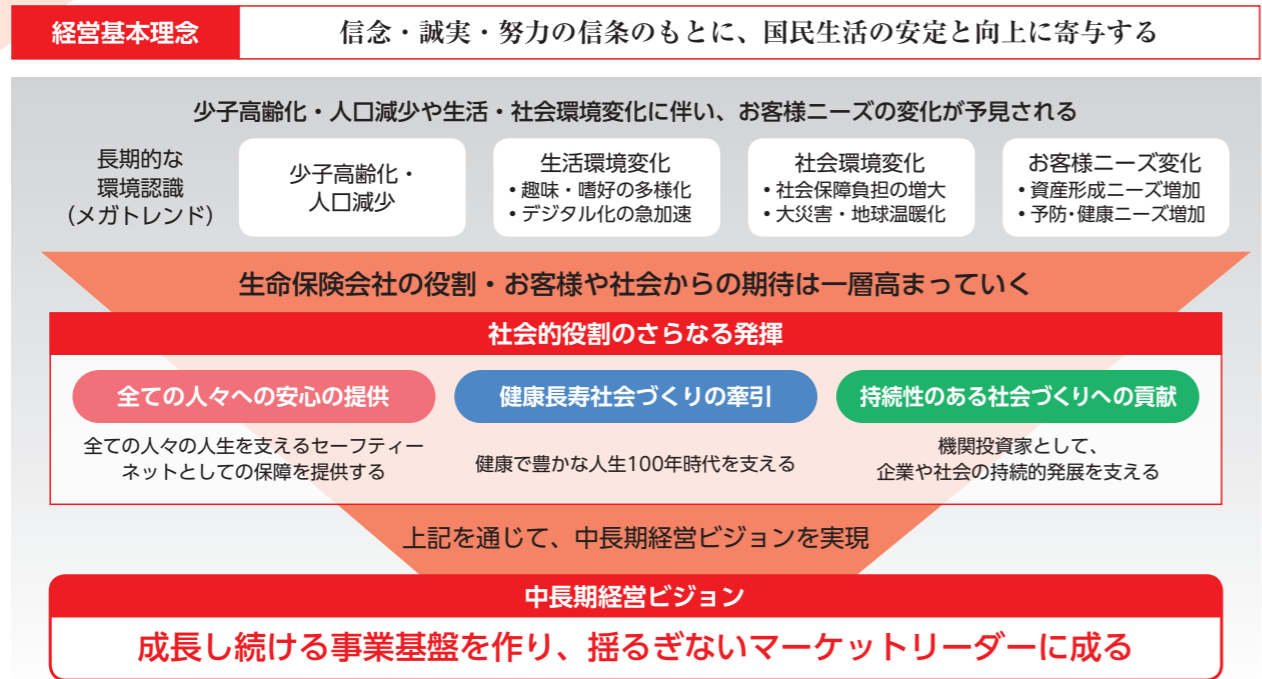 経営基本理念
信念・誠実・努力の信条のもとに、国民生活の安定と向上に寄与する
少子高齢化・人口減少や生活・社会環境変化に伴い、お客様ニーズの変化が予見される
長期的な
環境認識
(メガトレンド)
少子高齢化・
人口減少
生活環境変化
• 趣味・嗜好の多様化
• デジタル化の急加速
社会環境変化
• 社会保障負担の増大
• 大災害・地球温暖化
お客様ニーズ変化
• 資産形成ニーズ増加
• 予防・健康ニーズ増加
生命保険会社の役割・お客様や社会からの期待は一層高まっていく
社会的役割のさらなる発揮
全ての人々への安心の提供
全ての人々の人生を支えるセーフティー
ネットとしての保障を提供する
健康長寿社会づくりの牽引
健康で豊かな人生100年時代を支える
持続性のある社会づくりへの貢献
機関投資家として、
企業や社会の持続的発展を支える
上記を通じて、中長期経営ビジョンを実現
中長期経営ビジョン
成長し続ける事業基盤を作り、揺るぎないマーケットリーダーに成る